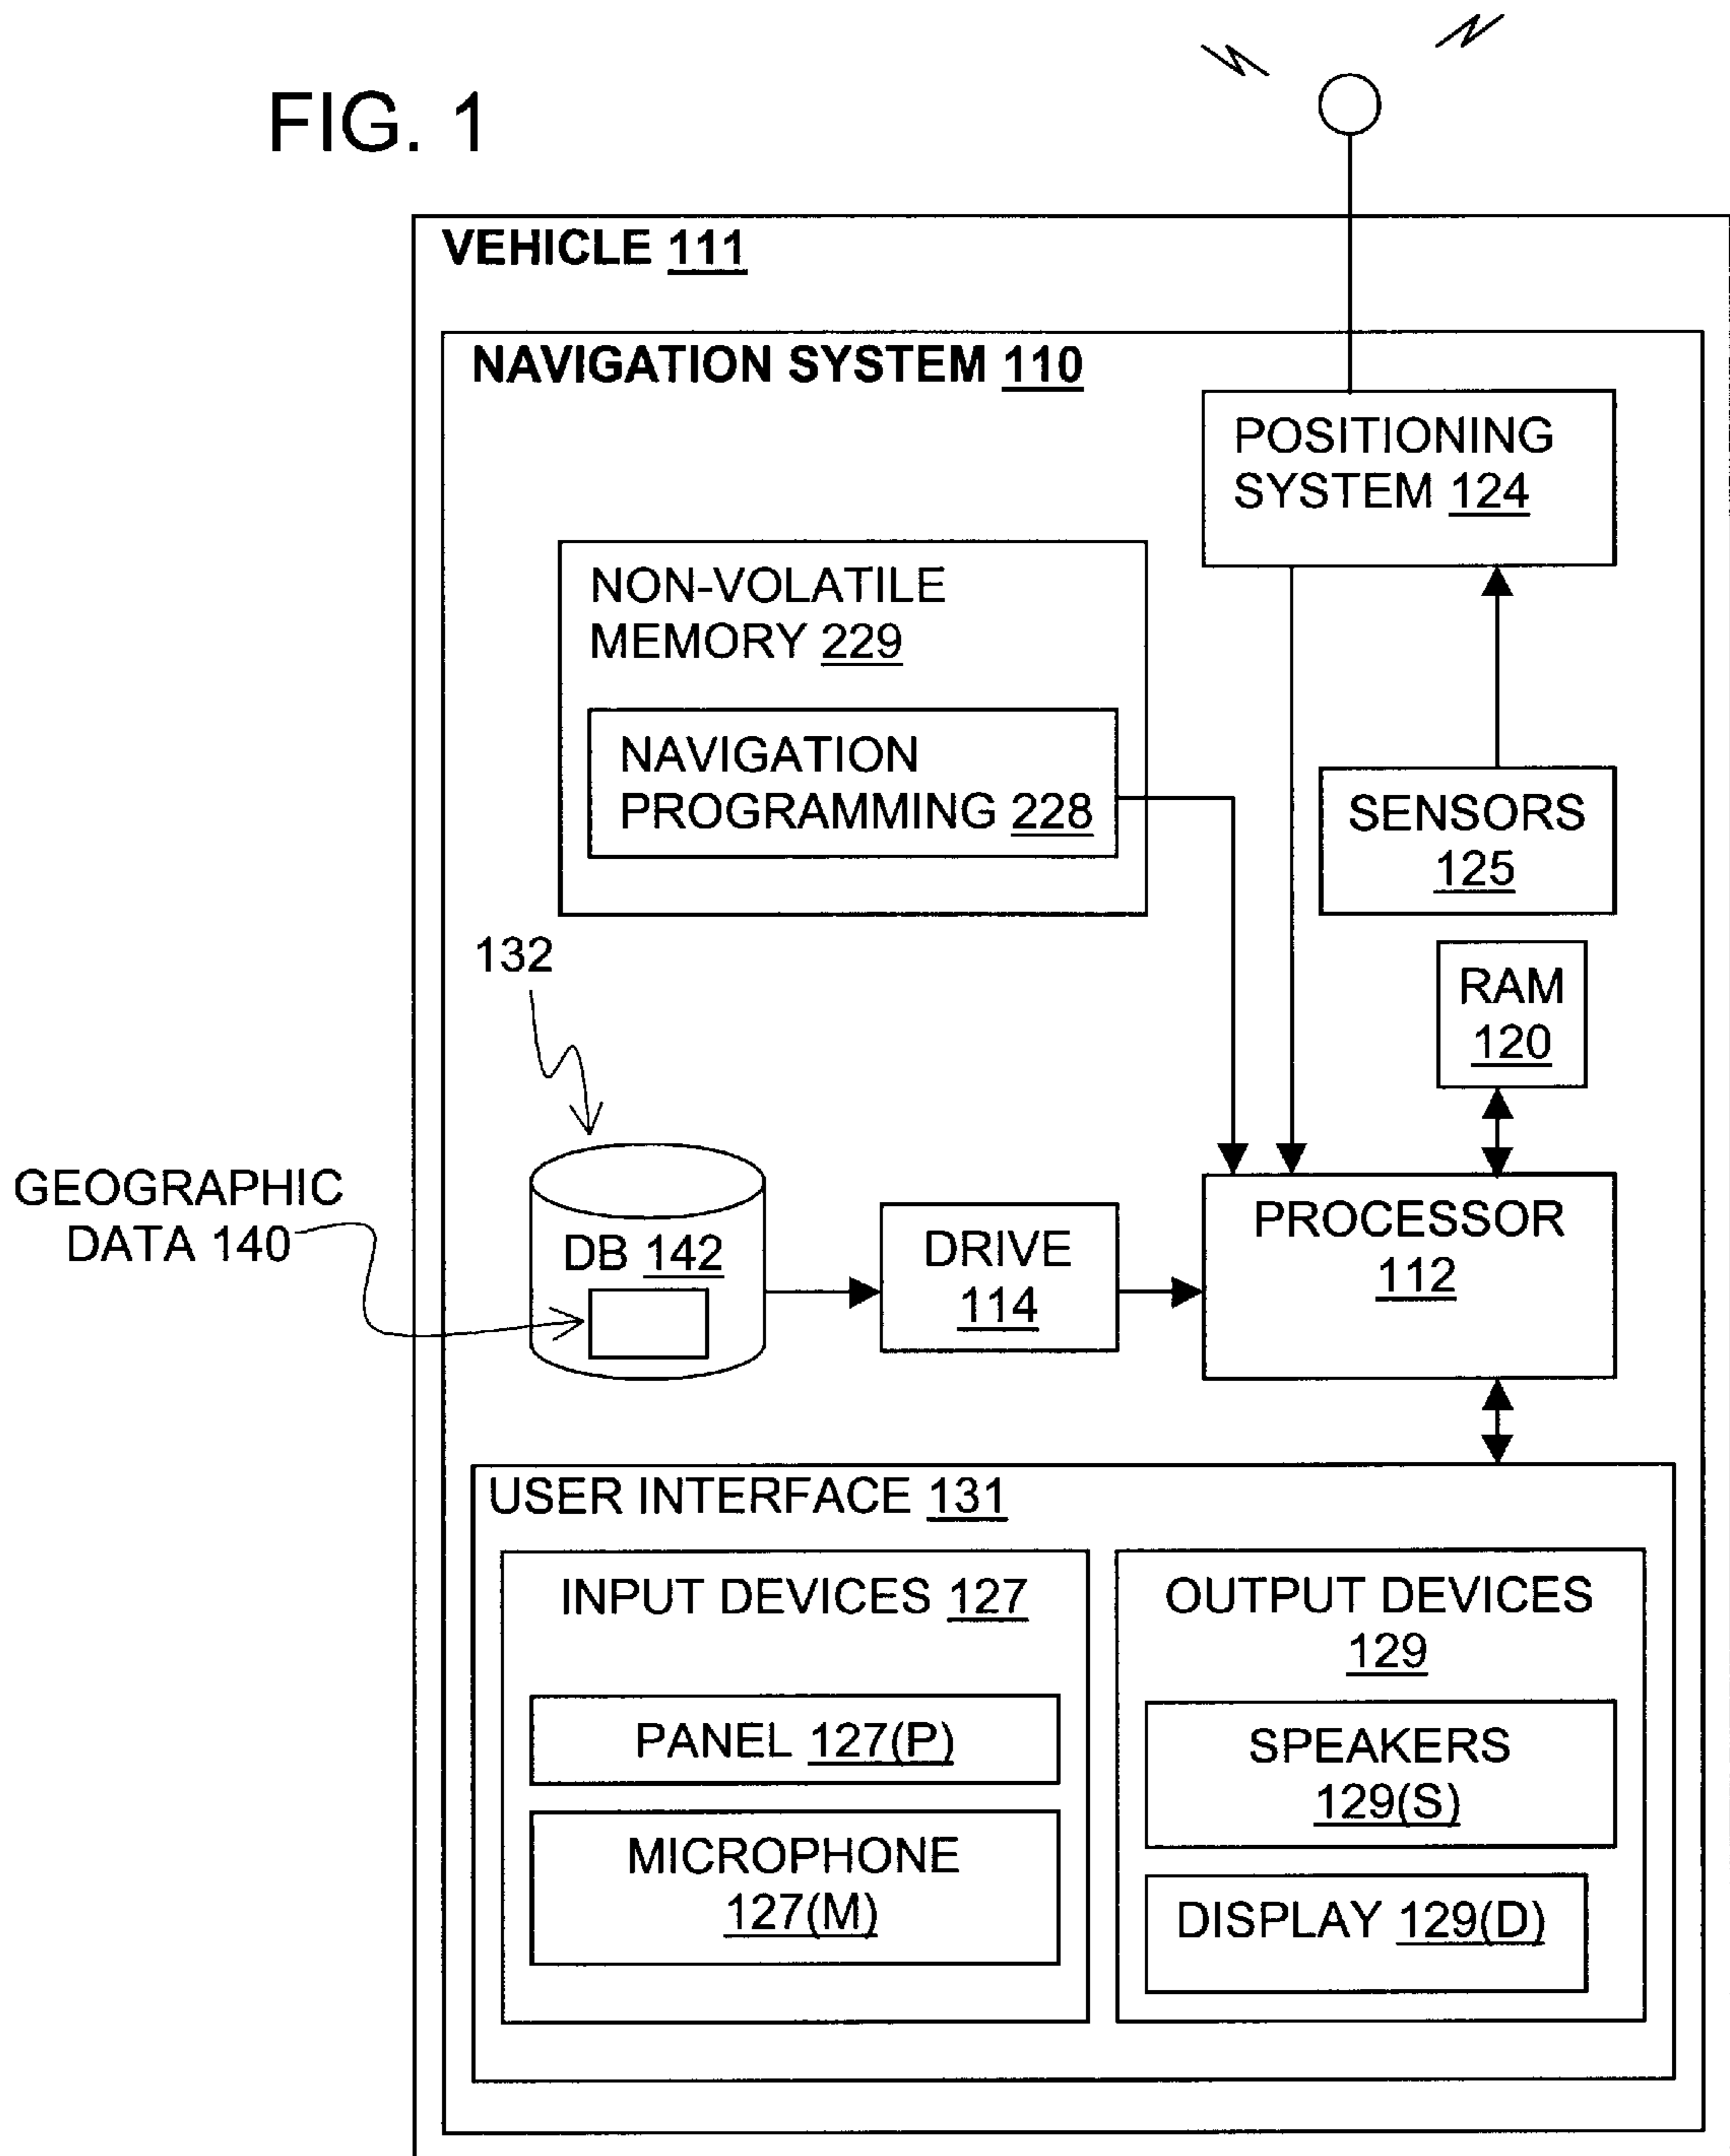 FIG. 1
VEHICLE 111
NAVIGATION SYSTEM 110
POSITIONING
SYSTEM 124
NON-VOLATILE
MEMORY 229
NAVIGATION
PROGRAMMING 228
SENSORS
125
132
RAM
120
GEOGRAPHIC
DATA 140
DB 142
DRIVE
114
PROCESSOR
112
USER INTERFACE 131
INPUT DEVICES 127
PANEL 127(P)
MICROPHONE
127(M)
OUTPUT DEVICES
129
SPEAKERS
129(S)
DISPLAY 129(D)